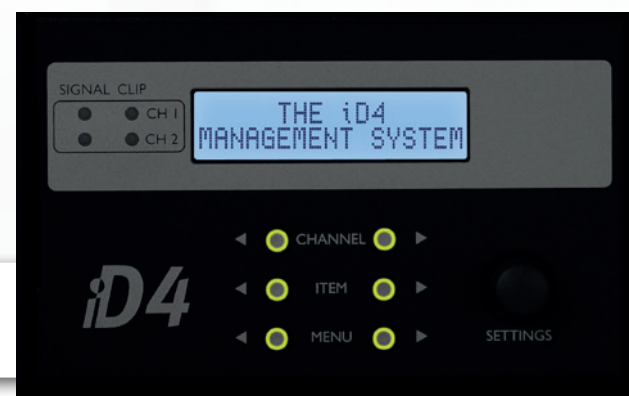 SIGNAL CLIP
CH 1
CH 2
THE iD4
MANAGEMENT SYSTEM
CHANNEL
iD4
ITEM
MENU
SETTINGS